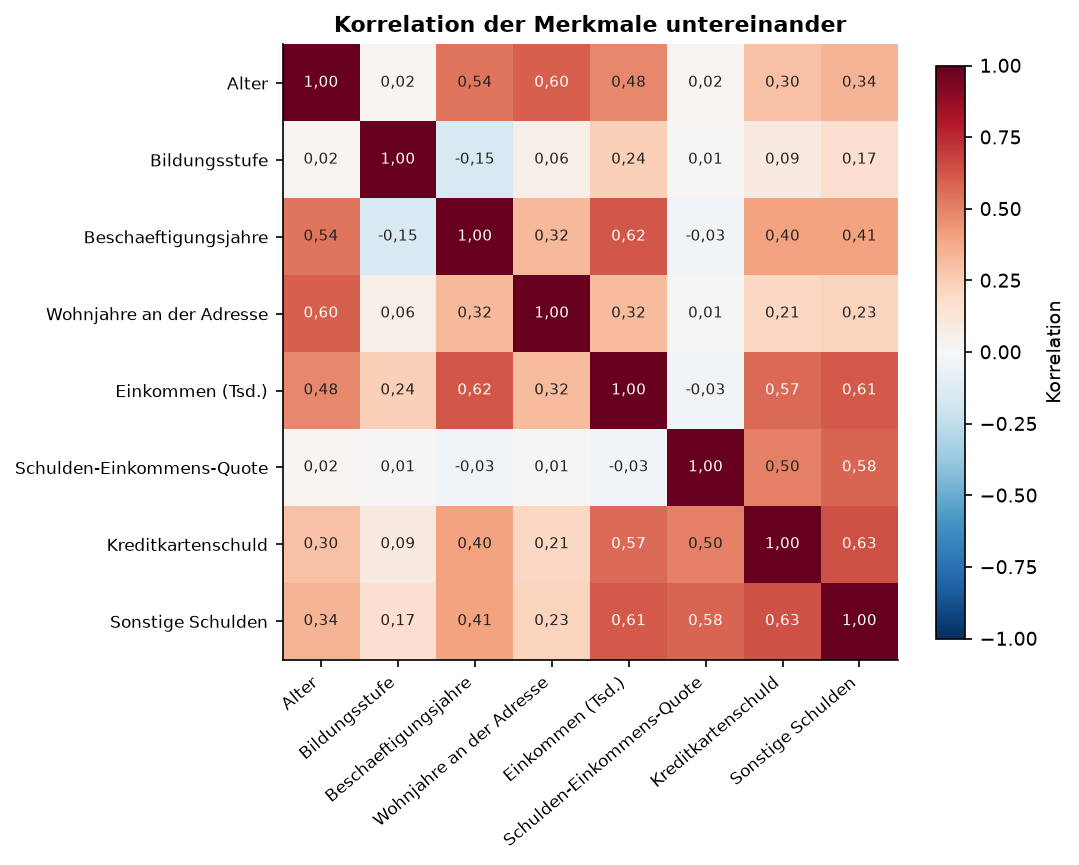 Korrelation der Merkmale untereinander
Alter 1,00 0,02 0,54 0,60 0,48 0,02 0,30 0,34
Bildungsstufe 0,02 1,00 -0,15 0,06 0,24 0,01 0,09 0,17
Beschaeftigungsjahre 0,54 -0,15 1,00 0,32 0,62 -0,03 0,40 0,41
Wohnjahre an der Adresse 0,60 0,06 0,32 1,00 0,32 0,01 0,21 0,23
Einkommen (Tsd.) 0,48 0,24 0,62 0,32 1,00 -0,03 0,57 0,61
Schulden-Einkommens-Quote 0,02 0,01 -0,03 0,01 -0,03 1,00 0,50 0,58
Kreditkartenschuld 0,30 0,09 0,40 0,21 0,57 0,50 1,00 0,63
Sonstige Schulden 0,34 0,17 0,41 0,23 0,61 0,58 0,63 1,00
Alter
Bildungsstufe
Beschaeftigungsjahre
Wohnjahre an der Adresse
Einkommen (Tsd.)
Schulden-Einkommens-Quote
Kreditkartenschuld
Sonstige Schulden
1.00
0.75
0.50
0.25
0.00
−0.25
−0.50
−0.75
−1.00
Korrelation